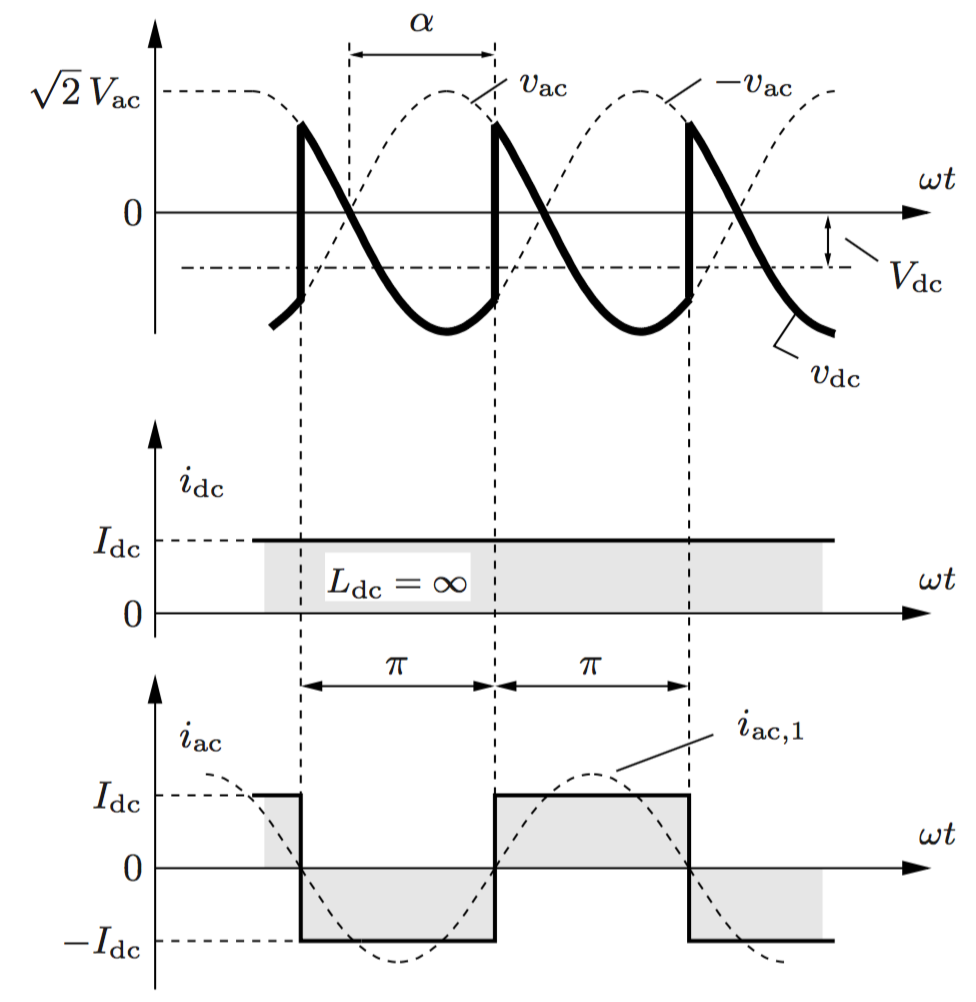 α
√2 V_ac
v_ac
−v_ac
ωt
0
V_dc
v_dc
i_dc
I_dc
L_dc = ∞
ωt
0
π π
i_ac
i_ac,1
I_dc
ωt
0
−I_dc